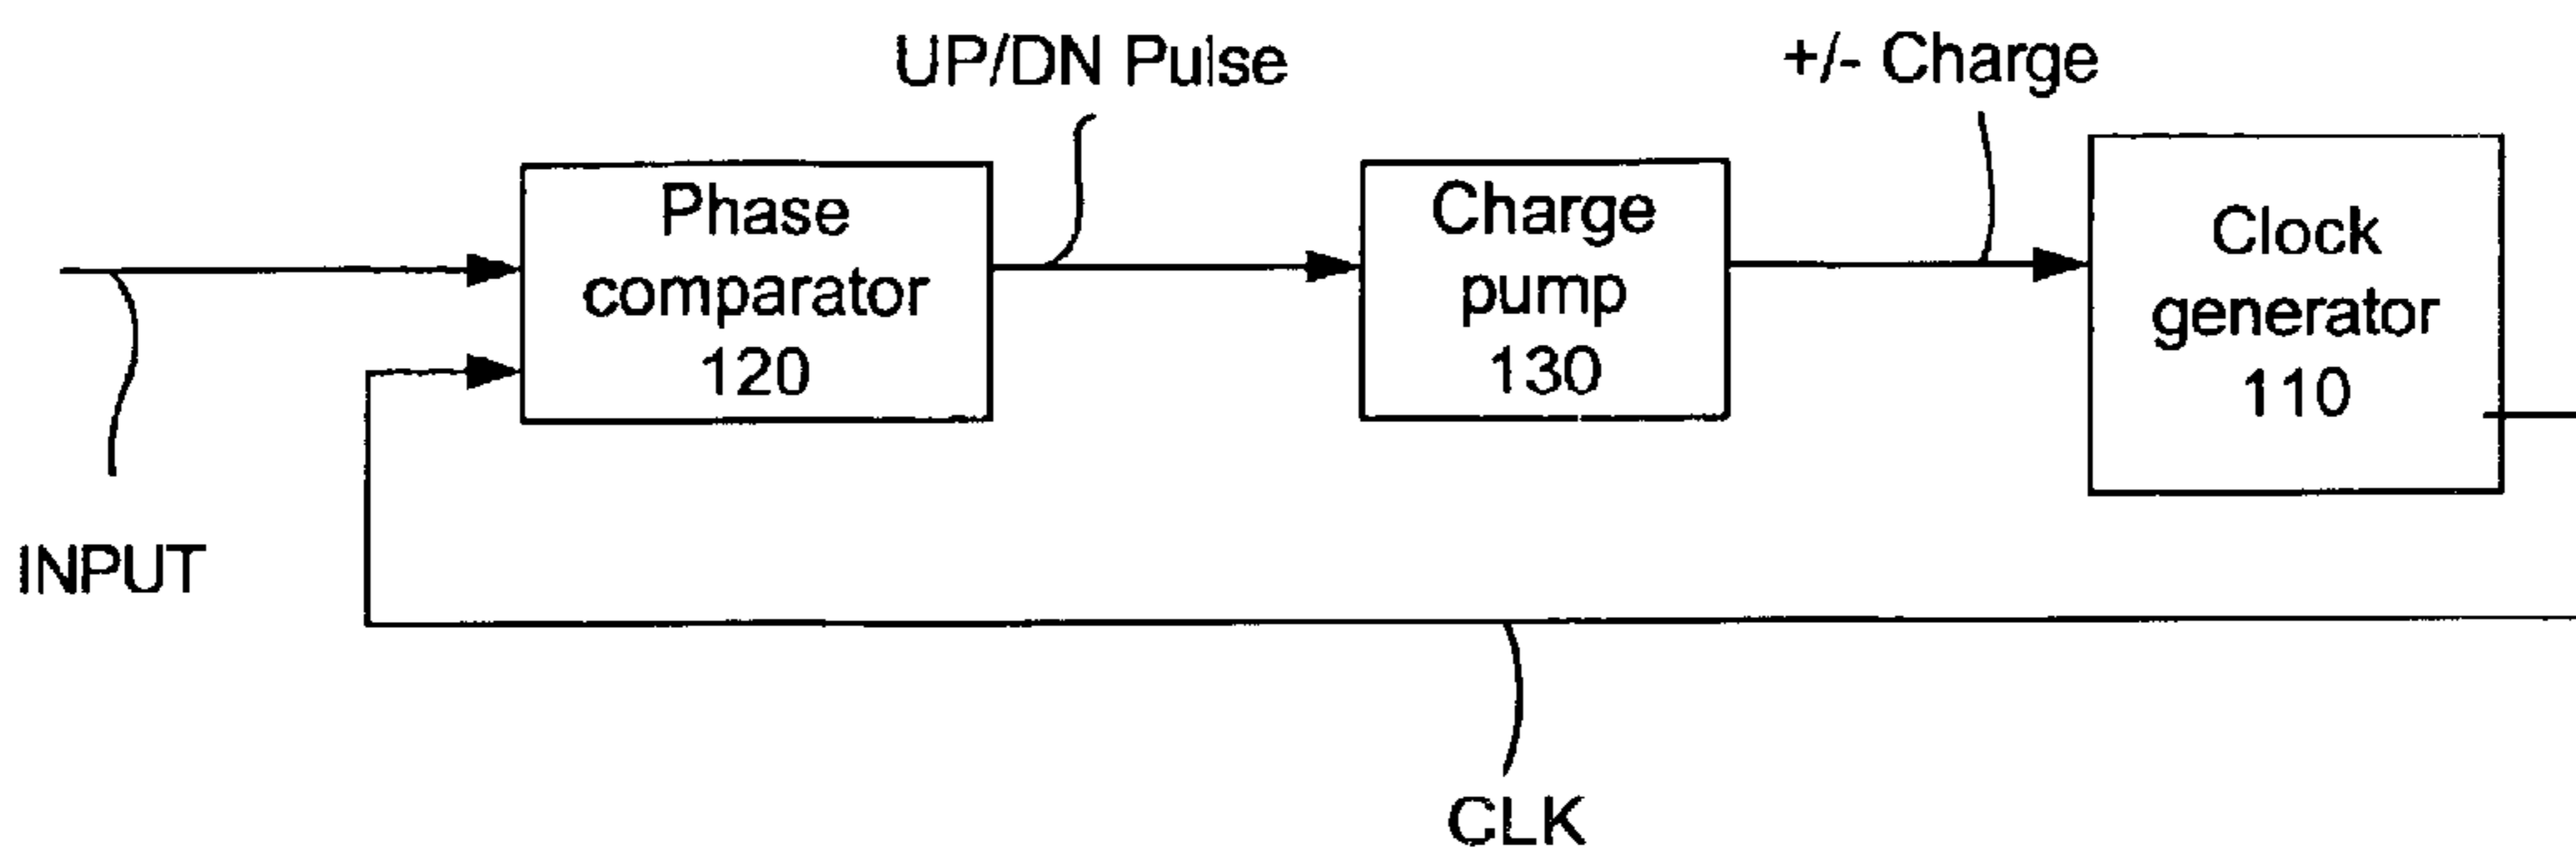 UP/DN Pulse
+/- Charge
Phase
comparator
120
Charge
pump
130
Clock
generator
110
INPUT
CLK